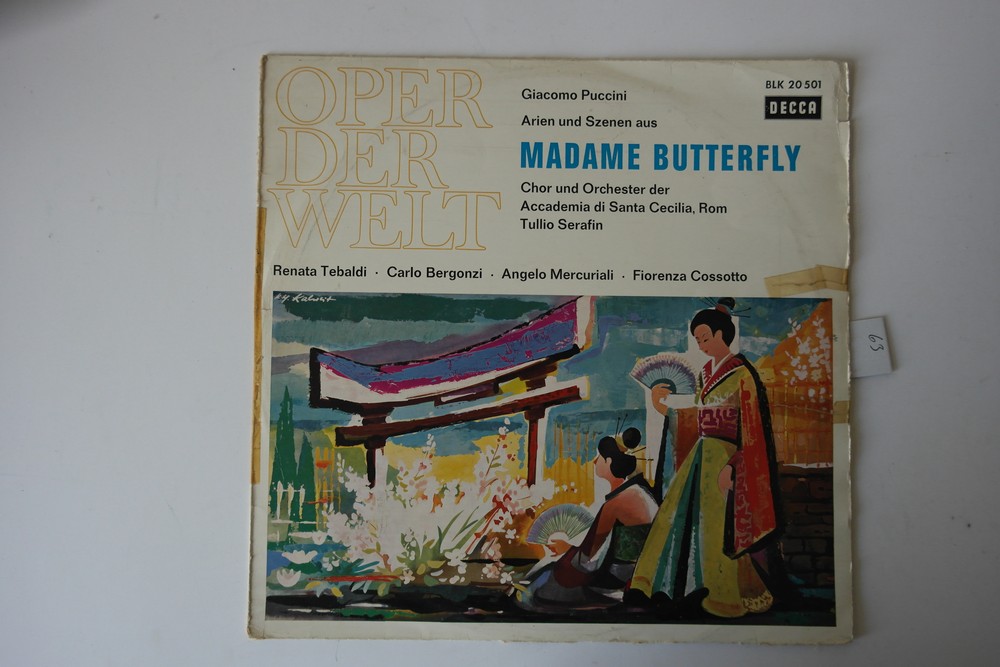 OPER
DER
WELT
Giacomo Puccini
Arien und Szenen aus
MADAME BUTTERFLY
Chor und Orchester der
Accademia di Santa Cecilia, Rom
Tullio Serafin
BLK 20 501
DECCA
Renata Tebaldi · Carlo Bergonzi · Angelo Mercuriali · Fiorenza Cossotto